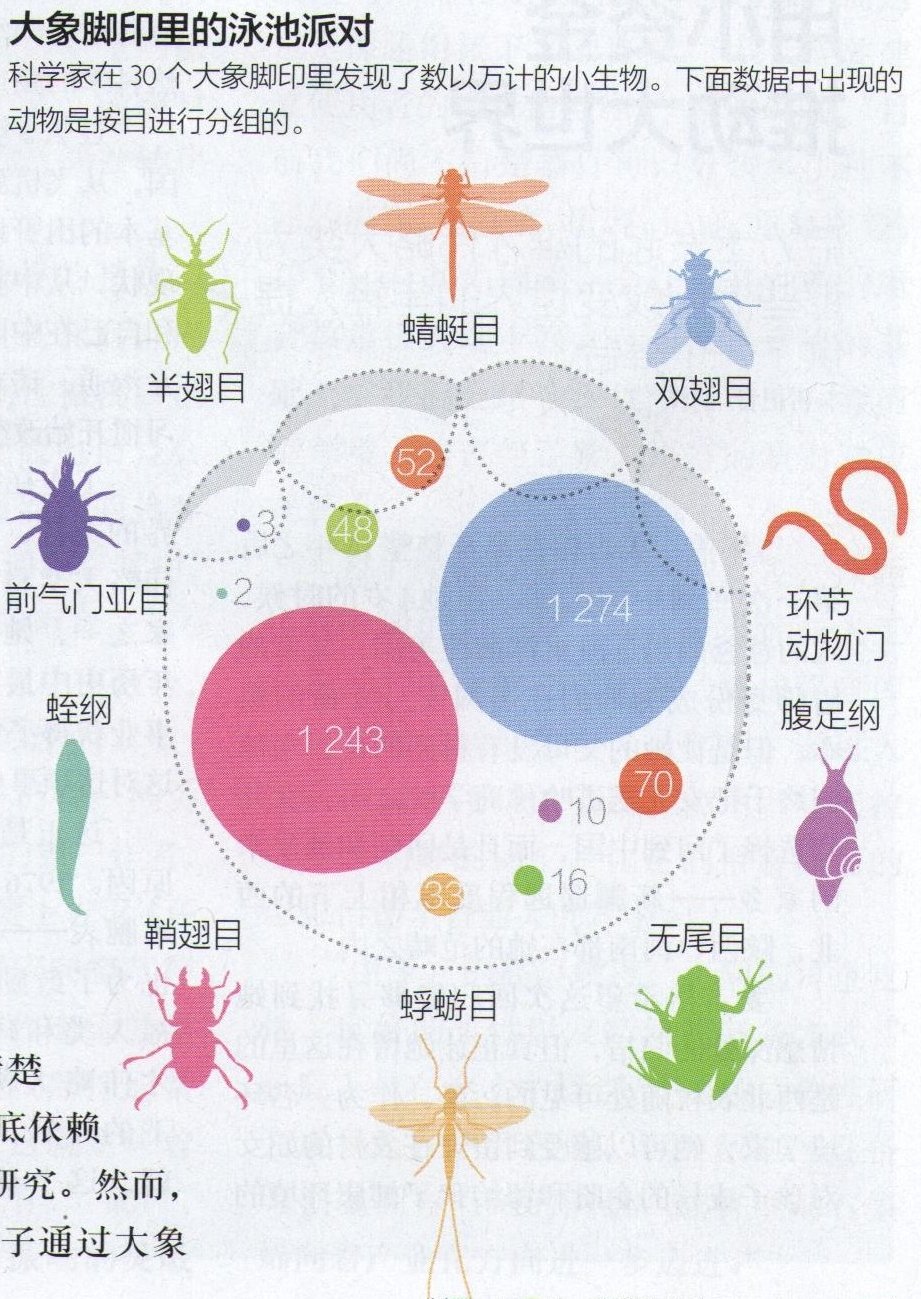 大象脚印里的泳池派对
科学家在 30 个大象脚印里发现了数以万计的小生物。下面数据中出现的
动物是按目进行分组的。
蜻蜓目
半翅目
双翅目
52
48
3
2
1 274
前气门亚目
环节
动物门
蛭纲
腹足纲
1 243
70
10
16
33
鞘翅目
无尾目
蜉蝣目
楚
底依赖
研究。然而，
子通过大象